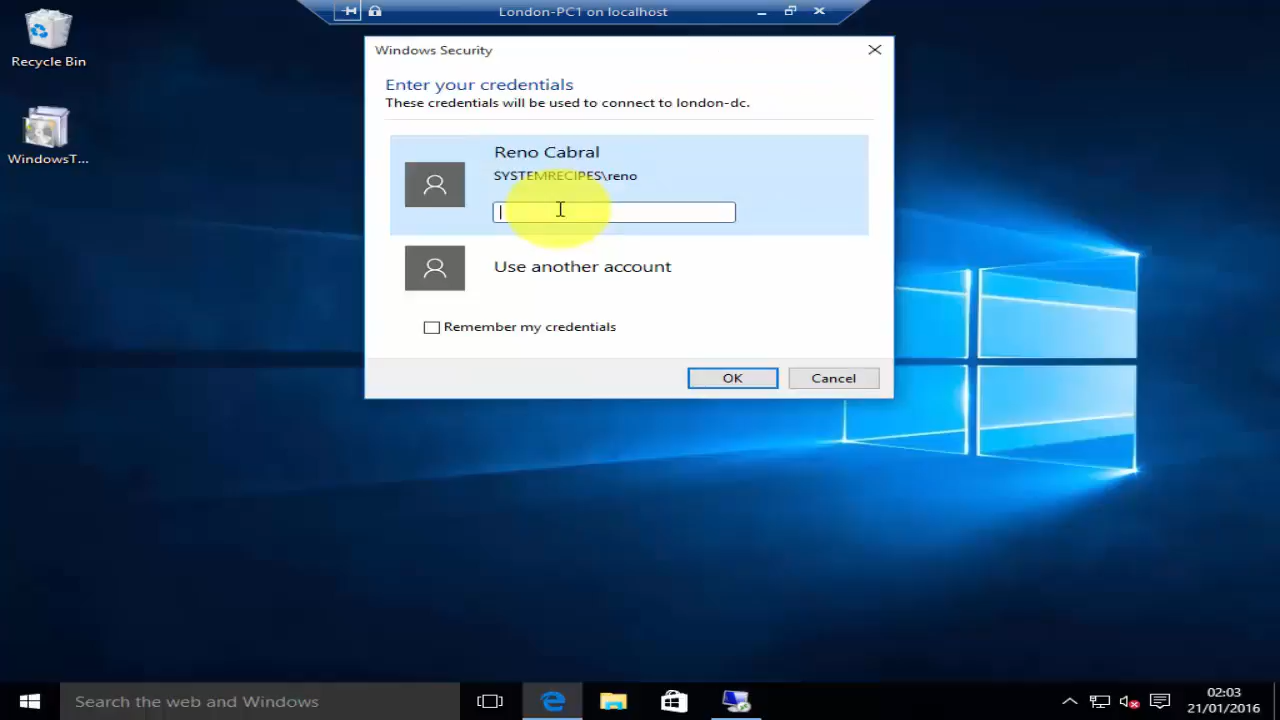 London-PC1 on localhost
Recycle Bin
WindowsT...
Windows Security
Enter your credentials
These credentials will be used to connect to london-dc.
Reno Cabral
SYSTEMRECIPES\reno
Use another account
Remember my credentials
OK
Cancel
Search the web and Windows
02:03
21/01/2016